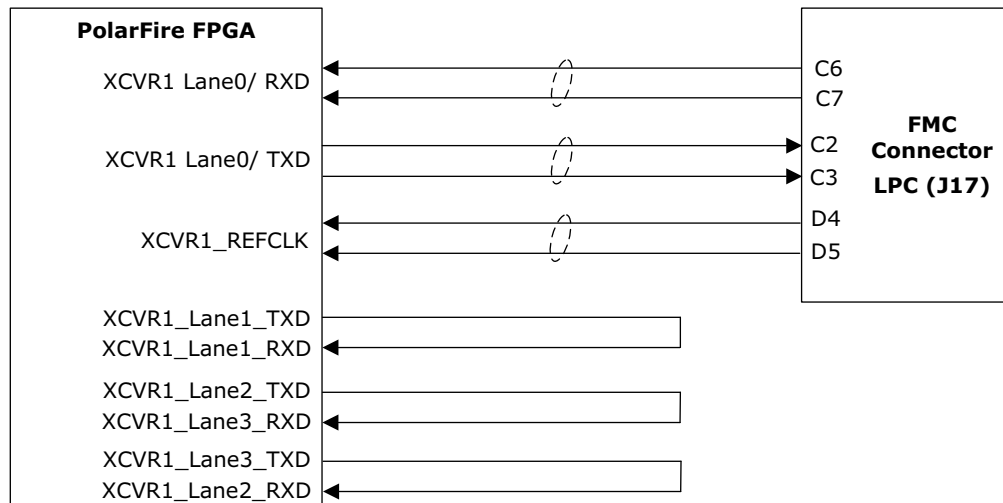 PolarFire FPGA
XCVR1 Lane0/ RXD
XCVR1 Lane0/ TXD
XCVR1_REFCLK
XCVR1_Lane1_TXD
XCVR1_Lane1_RXD
XCVR1_Lane2_TXD
XCVR1_Lane3_RXD
XCVR1_Lane3_TXD
XCVR1_Lane2_RXD
C6
C7
C2
C3
D4
D5
FMC
Connector
LPC (J17)